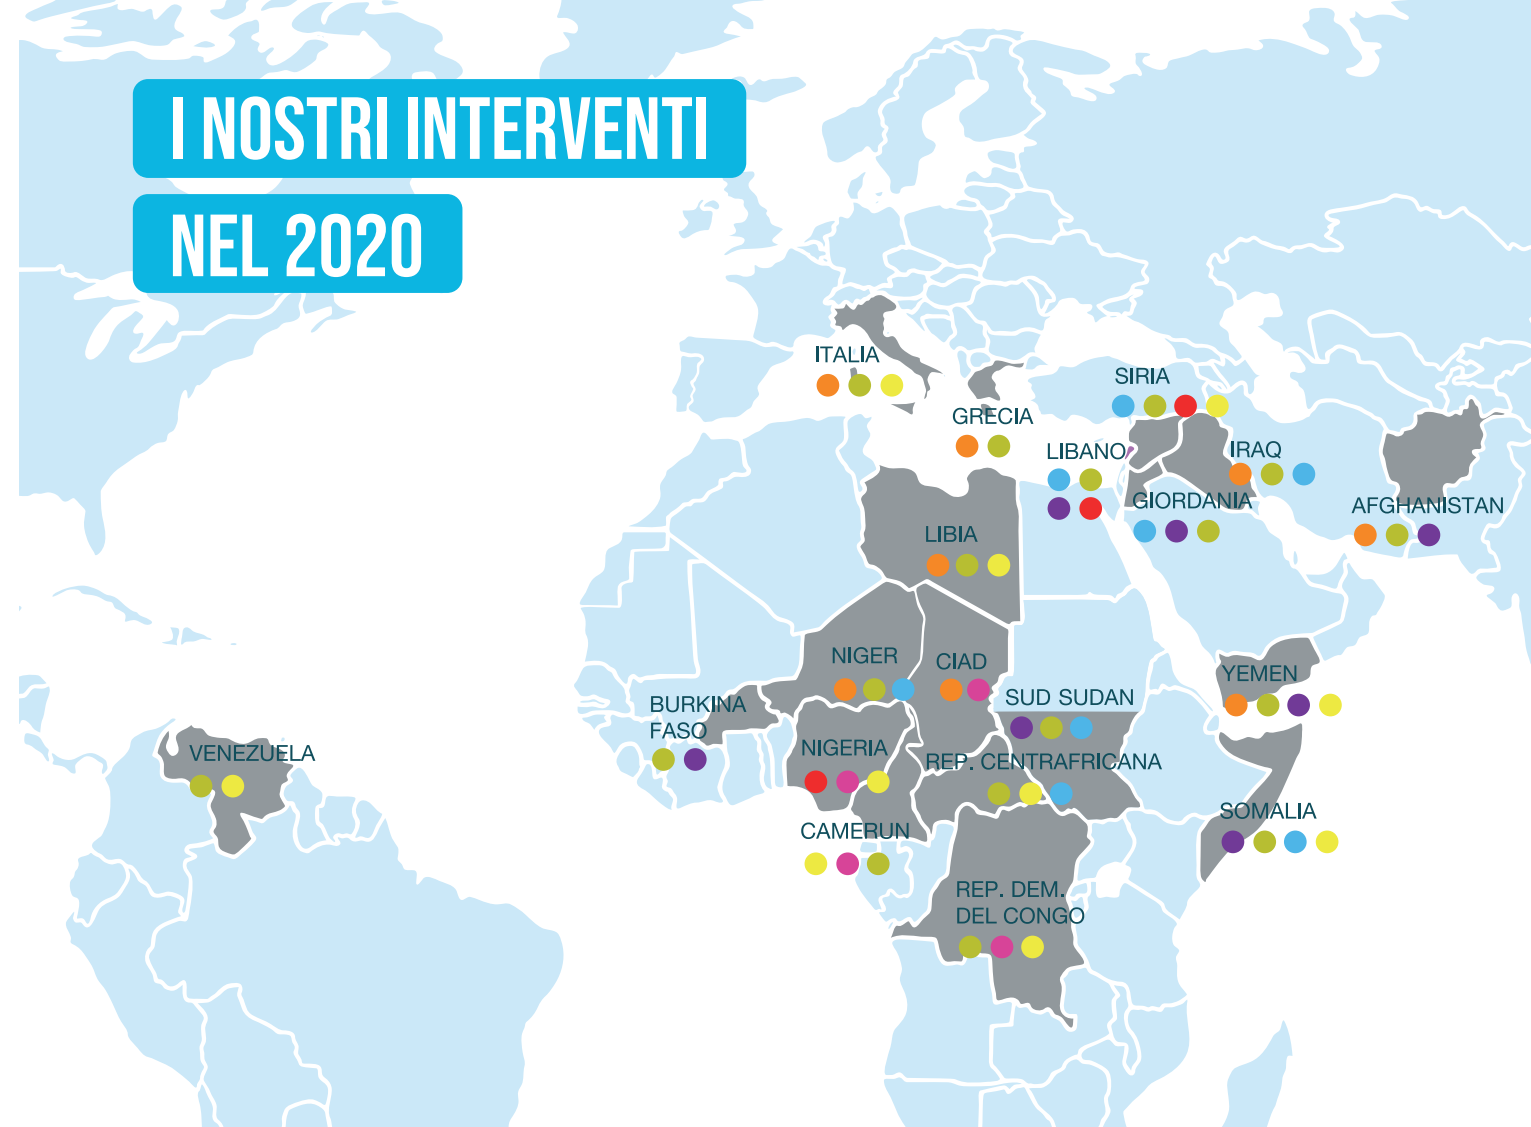 I NOSTRI INTERVENTI
NEL 2020
ITALIA
SIRIA
GRECIA
LIBANO
IRAQ
GIORDANIA
AFGHANISTAN
LIBIA
NIGER
CIAD
YEMEN
SUD SUDAN
BURKINA
FASO
NIGERIA
VENEZUELA
REP. CENTRAFRICANA
SOMALIA
CAMERUN
REP. DEM.
DEL CONGO